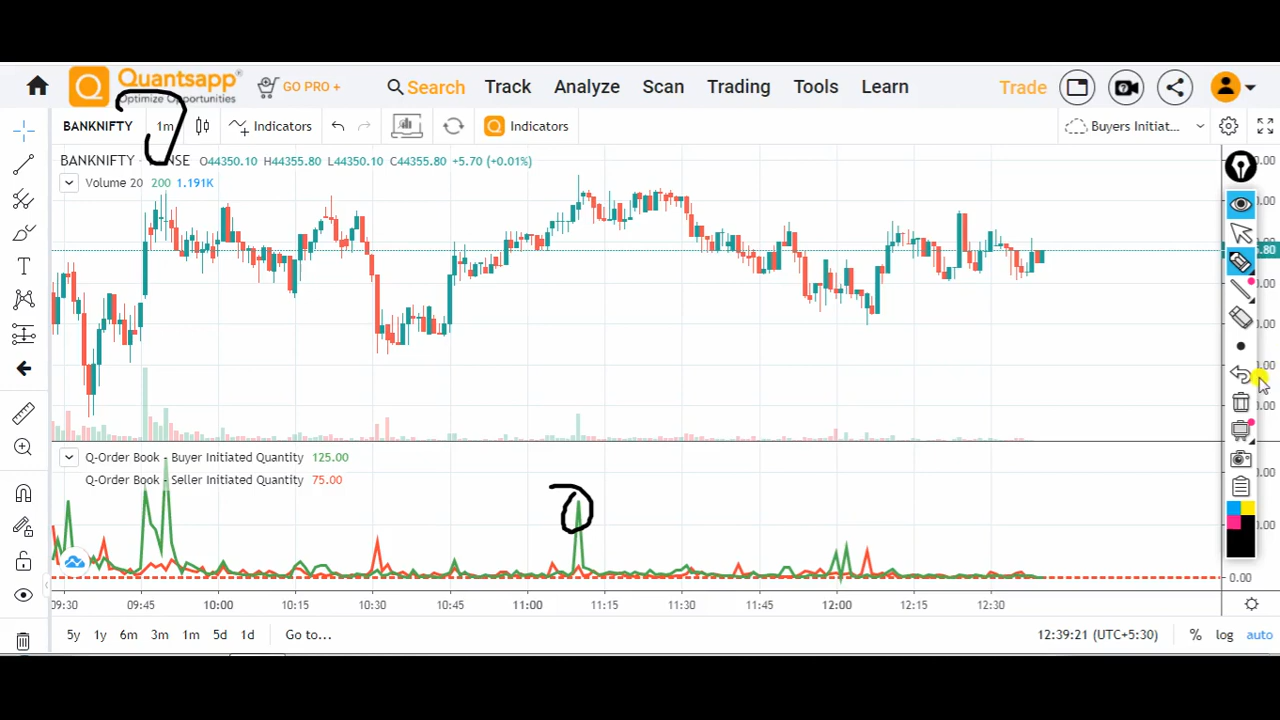 Quantsapp®
Optimize Opportunities
GO PRO +
Search Track Analyze Scan Trading Tools Learn Trade
BANKNIFTY 1m Indicators Indicators Buyers Initiat...
BANKNIFTY NSE O44350.10 H44355.80 L44350.10 C44355.80 +5.70 (+0.01%)
Volume 20 200 1.191K
.80
Q-Order Book - Buyer Initiated Quantity 125.00
Q-Order Book - Seller Initiated Quantity 75.00
0.00
09:30 09:45 10:00 10:15 10:30 10:45 11:00 11:15 11:30 11:45 12:00 12:15 12:30
5y 1y 6m 3m 1m 5d 1d Go to... 12:39:21 (UTC+5:30) % log auto